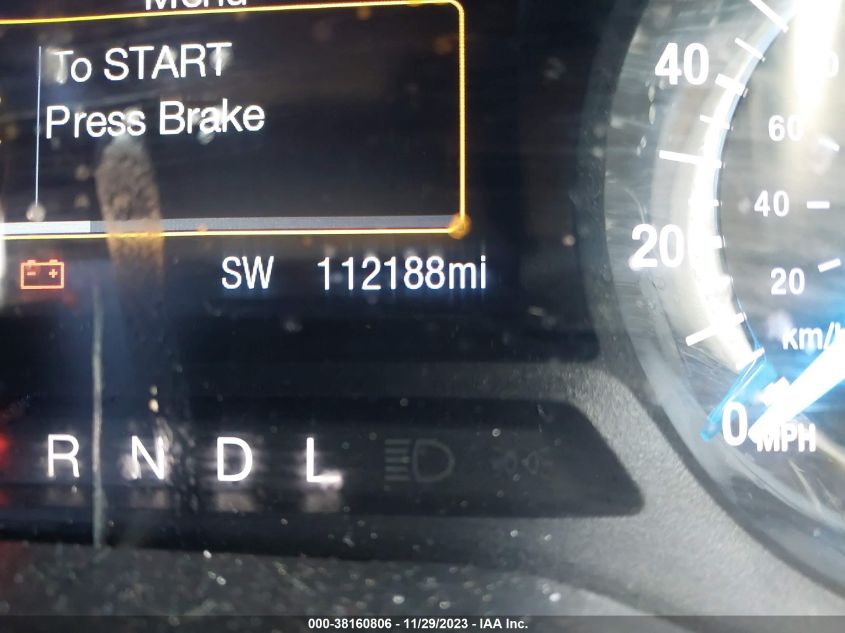 Menu
To START
Press Brake
SW 112188mi
R N D L
40
20
0
60
40
20
km/h
MPH
000-38160806 - 11/29/2023 - IAA Inc.